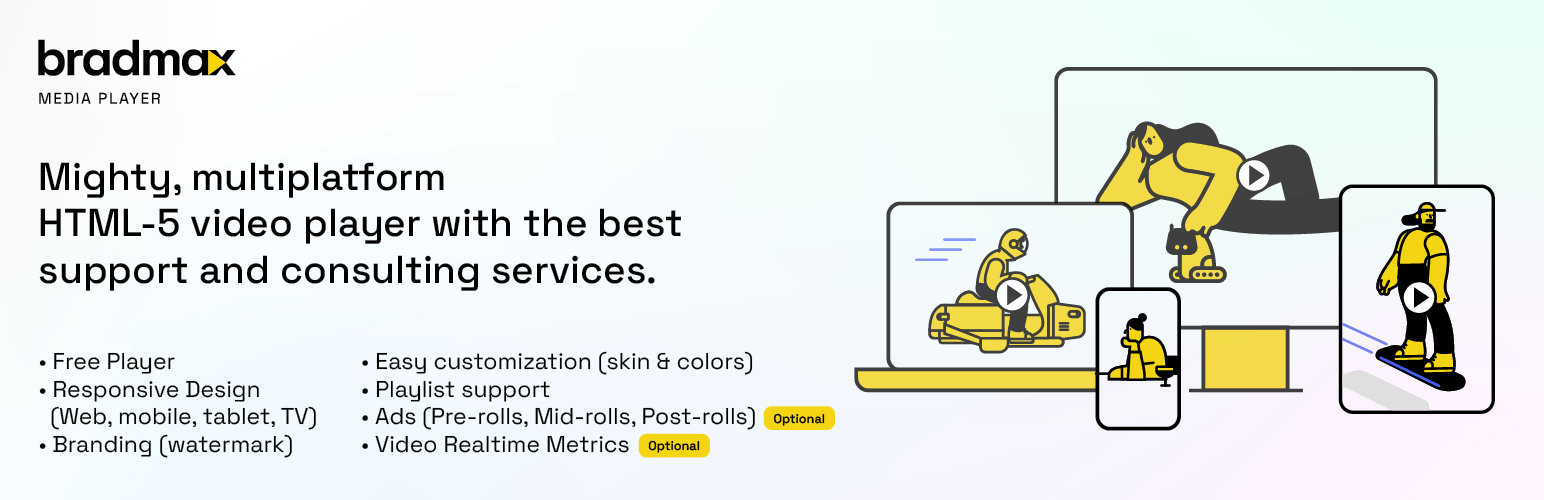 bradmax
MEDIA PLAYER
Mighty, multiplatform
HTML-5 video player with the best
support and consulting services.
• Free Player
• Responsive Design
(Web, mobile, tablet, TV)
• Branding (watermark)
• Easy customization (skin & colors)
• Playlist support
• Ads (Pre-rolls, Mid-rolls, Post-rolls) Optional
• Video Realtime Metrics Optional